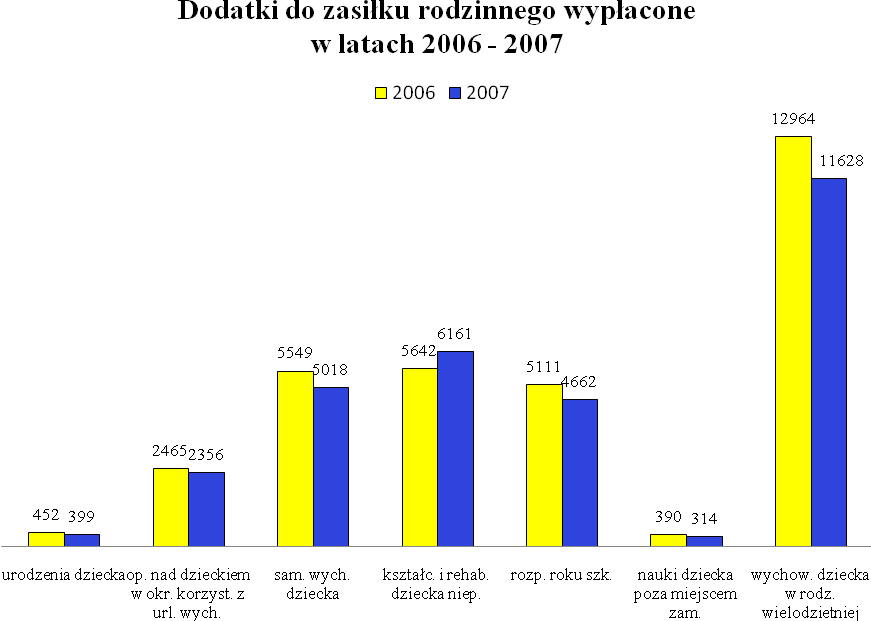 Dodatki do zasiłku rodzinnego wypłacone
w latach 2006 - 2007
2006 2007
12964
11628
6161
5549
5642
5018
5111
4662
2465 2356
452 399
390 314
urodzenia dziecka
op. nad dzieckiem
w okr. korzyst. z
url. wych.
sam. wych.
dziecka
kształc. i rehab.
dziecka niep.
rozp. roku szk.
nauki dziecka
poza miejscem
zam.
wychow. dziecka
w rodz.
wielodzietniej